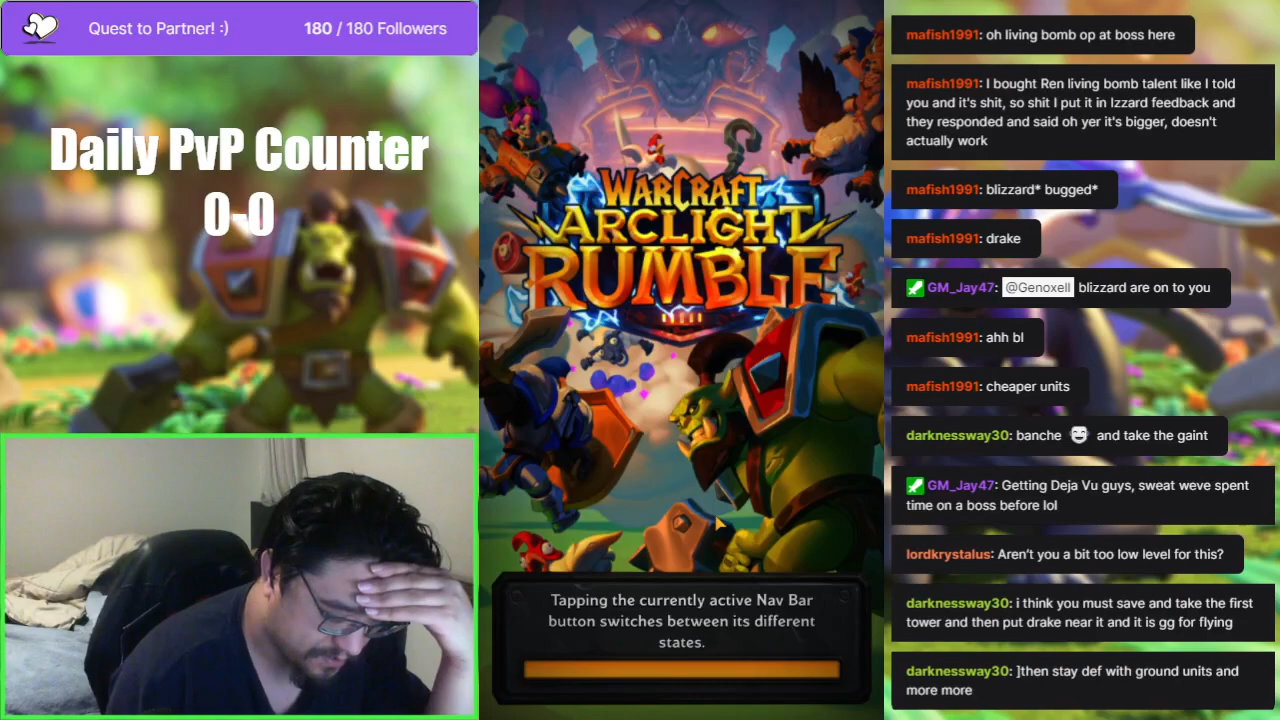 Quest to Partner! :)
180 / 180 Followers
Daily PvP Counter
0-0
WARCRAFT
ARCLIGHT
RUMBLE
Tapping the currently active Nav Bar
button switches between its different
states.
mafish1991: oh living bomb op at boss here
mafish1991: I bought Ren living bomb talent like I told
you and it's shit, so shit I put it in Izzard feedback and
they responded and said oh yer it's bigger, doesn't
actually work
mafish1991: blizzard* bugged*
mafish1991: drake
GM_Jay47: @Genoxell blizzard are on to you
mafish1991: ahh bl
mafish1991: cheaper units
darknessway30: banche and take the gaint
GM_Jay47: Getting Deja Vu guys, sweat weve spent
time on a boss before lol
lordkrystalus: Aren't you a bit too low level for this?
darknessway30: i think you must save and take the first
tower and then put drake near it and it is gg for flying
darknessway30: ]then stay def with ground units and
more more